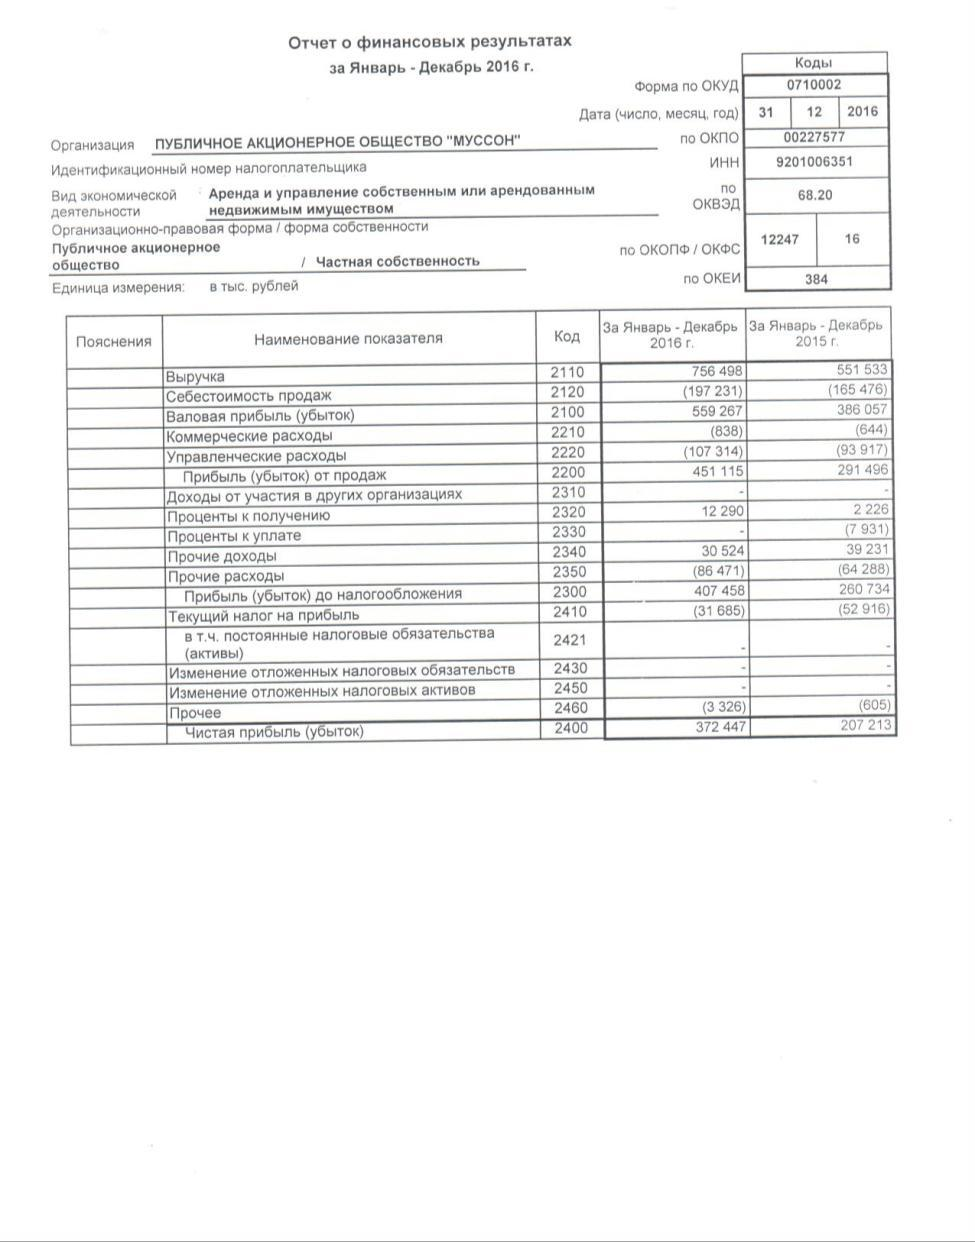 Отчет о финансовых результатах
за Январь - Декабрь 2016 г.
Коды
Форма по ОКУД 0710002
Дата (число, месяц, год) 31 12 2016
Организация ПУБЛИЧНОЕ АКЦИОНЕРНОЕ ОБЩЕСТВО "МУССОН" по ОКПО 00227577
Идентификационный номер налогоплательщика ИНН 9201006351
Вид экономической деятельности Аренда и управление собственным или арендованным недвижимым имуществом по ОКВЭД 68.20
Организационно-правовая форма / форма собственности
Публичное акционерное общество / Частная собственность по ОКОПФ / ОКФС 12247 16
Единица измерения: в тыс. рублей по ОКЕИ 384
Пояснения Наименование показателя Код За Январь - Декабрь 2016 г. За Январь - Декабрь 2015 г.
Выручка 2110 756 498 551 533
Себестоимость продаж 2120 (197 231) (165 476)
Валовая прибыль (убыток) 2100 559 267 386 057
Коммерческие расходы 2210 (838) (644)
Управленческие расходы 2220 (107 314) (93 917)
Прибыль (убыток) от продаж 2200 451 115 291 496
Доходы от участия в других организациях 2310 - -
Проценты к получению 2320 12 290 2 226
Проценты к уплате 2330 - (7 931)
Прочие доходы 2340 30 524 39 231
Прочие расходы 2350 (86 471) (64 288)
Прибыль (убыток) до налогообложения 2300 407 458 260 734
Текущий налог на прибыль 2410 (31 685) (52 916)
в т.ч. постоянные налоговые обязательства (активы) 2421 - -
Изменение отложенных налоговых обязательств 2430 - -
Изменение отложенных налоговых активов 2450 - -
Прочее 2460 (3 326) (605)
Чистая прибыль (убыток) 2400 372 447 207 213